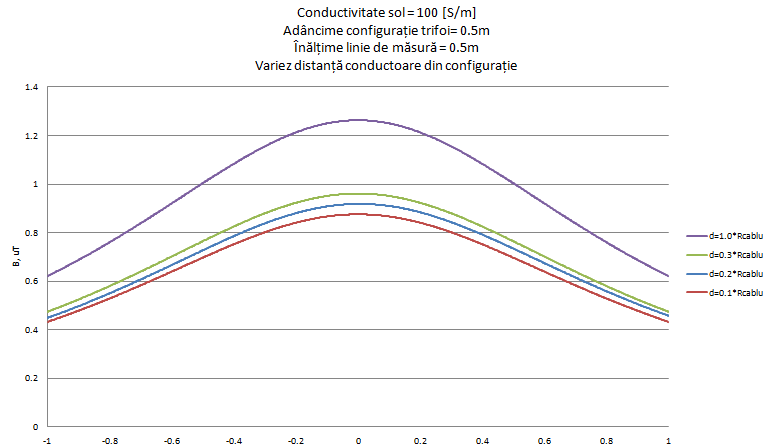 Conductivitate sol = 100 [S/m]
Adâncime configurație trifoi= 0.5m
Înălțime linie de măsură = 0.5m
Variez distanță conductoare din configurație
1.4
1.2
1
0.8
0.6
0.4
0.2
0
B, uT
-1 -0.8 -0.6 -0.4 -0.2 0 0.2 0.4 0.6 0.8 1
d=1.0*Rcablu
d=0.3*Rcablu
d=0.2*Rcablu
d=0.1*Rcablu